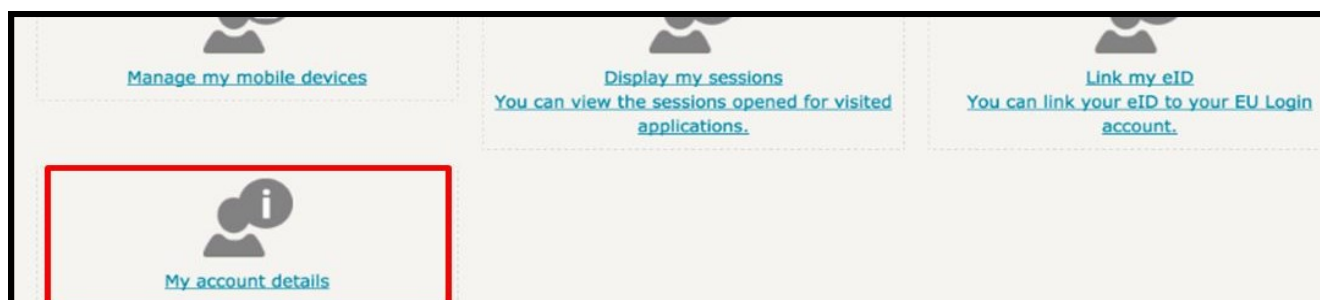 Manage my mobile devices
Display my sessions
You can view the sessions opened for visited
applications.
Link my eID
You can link your eID to your EU Login
account.
My account details